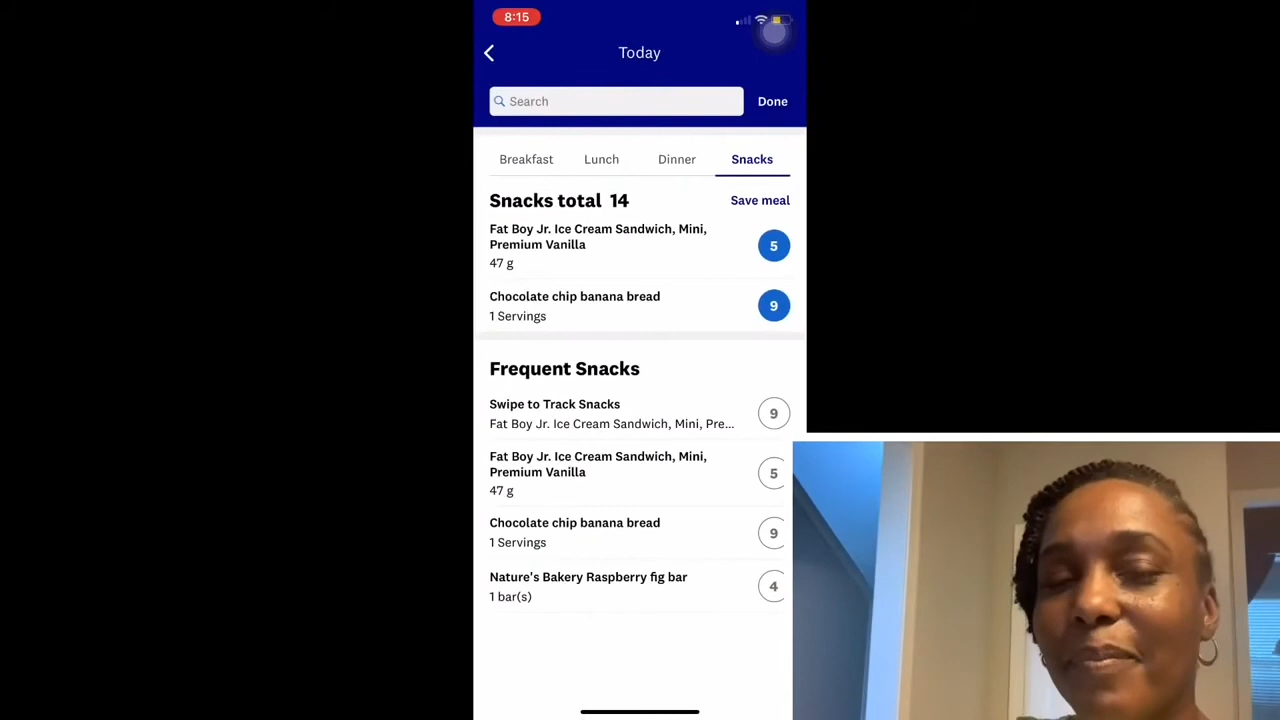 8:15
Today
Search
Done
Breakfast
Lunch
Dinner
Snacks
Snacks total 14
Save meal
Fat Boy Jr. Ice Cream Sandwich, Mini,
Premium Vanilla
5
47 g
Chocolate chip banana bread
9
1 Servings
Frequent Snacks
Swipe to Track Snacks
9
Fat Boy Jr. Ice Cream Sandwich, Mini, Pre...
Fat Boy Jr. Ice Cream Sandwich, Mini,
Premium Vanilla
5
47 g
Chocolate chip banana bread
9
1 Servings
Nature's Bakery Raspberry fig bar
4
1 bar(s)